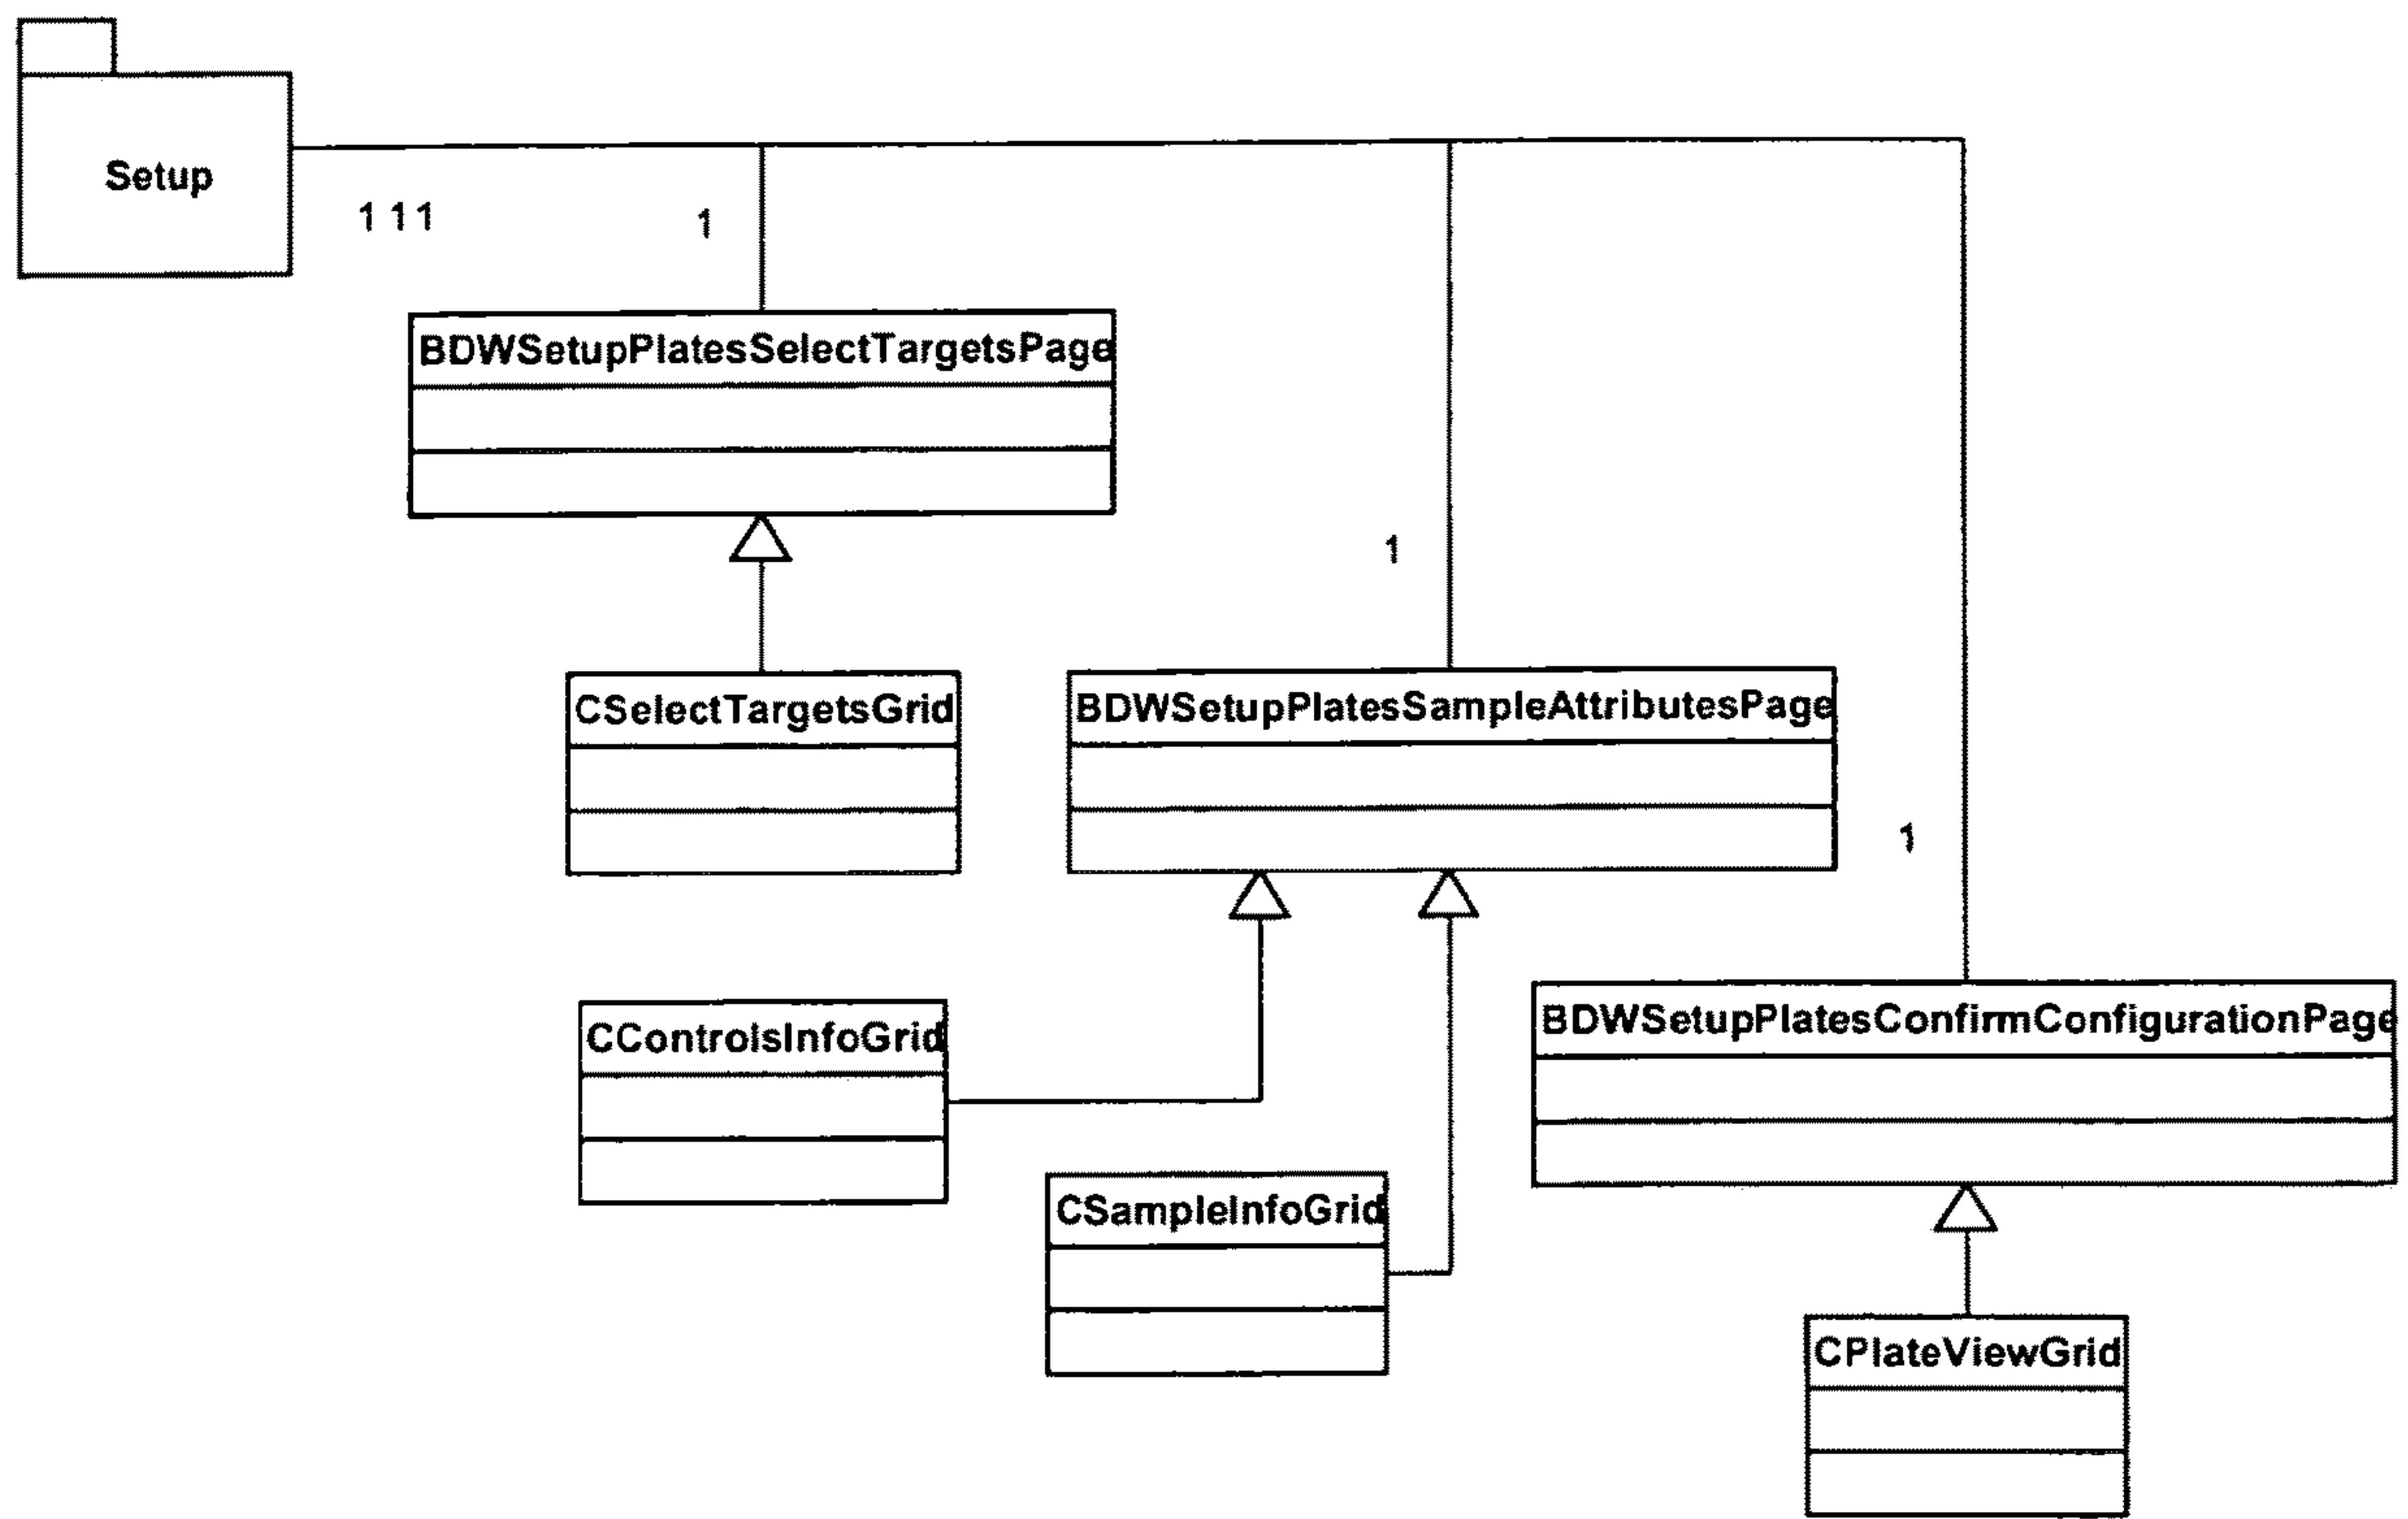 Setup
1 1 1
1
BDWSetupPlatesSelectTargetsPage
1
CSelectTargetsGrid
BDWSetupPlatesSampleAttributesPage
1
CControlsInfoGrid
BDWSetupPlatesConfirmConfigurationPage
CSampleInfoGrid
CPlateViewGrid